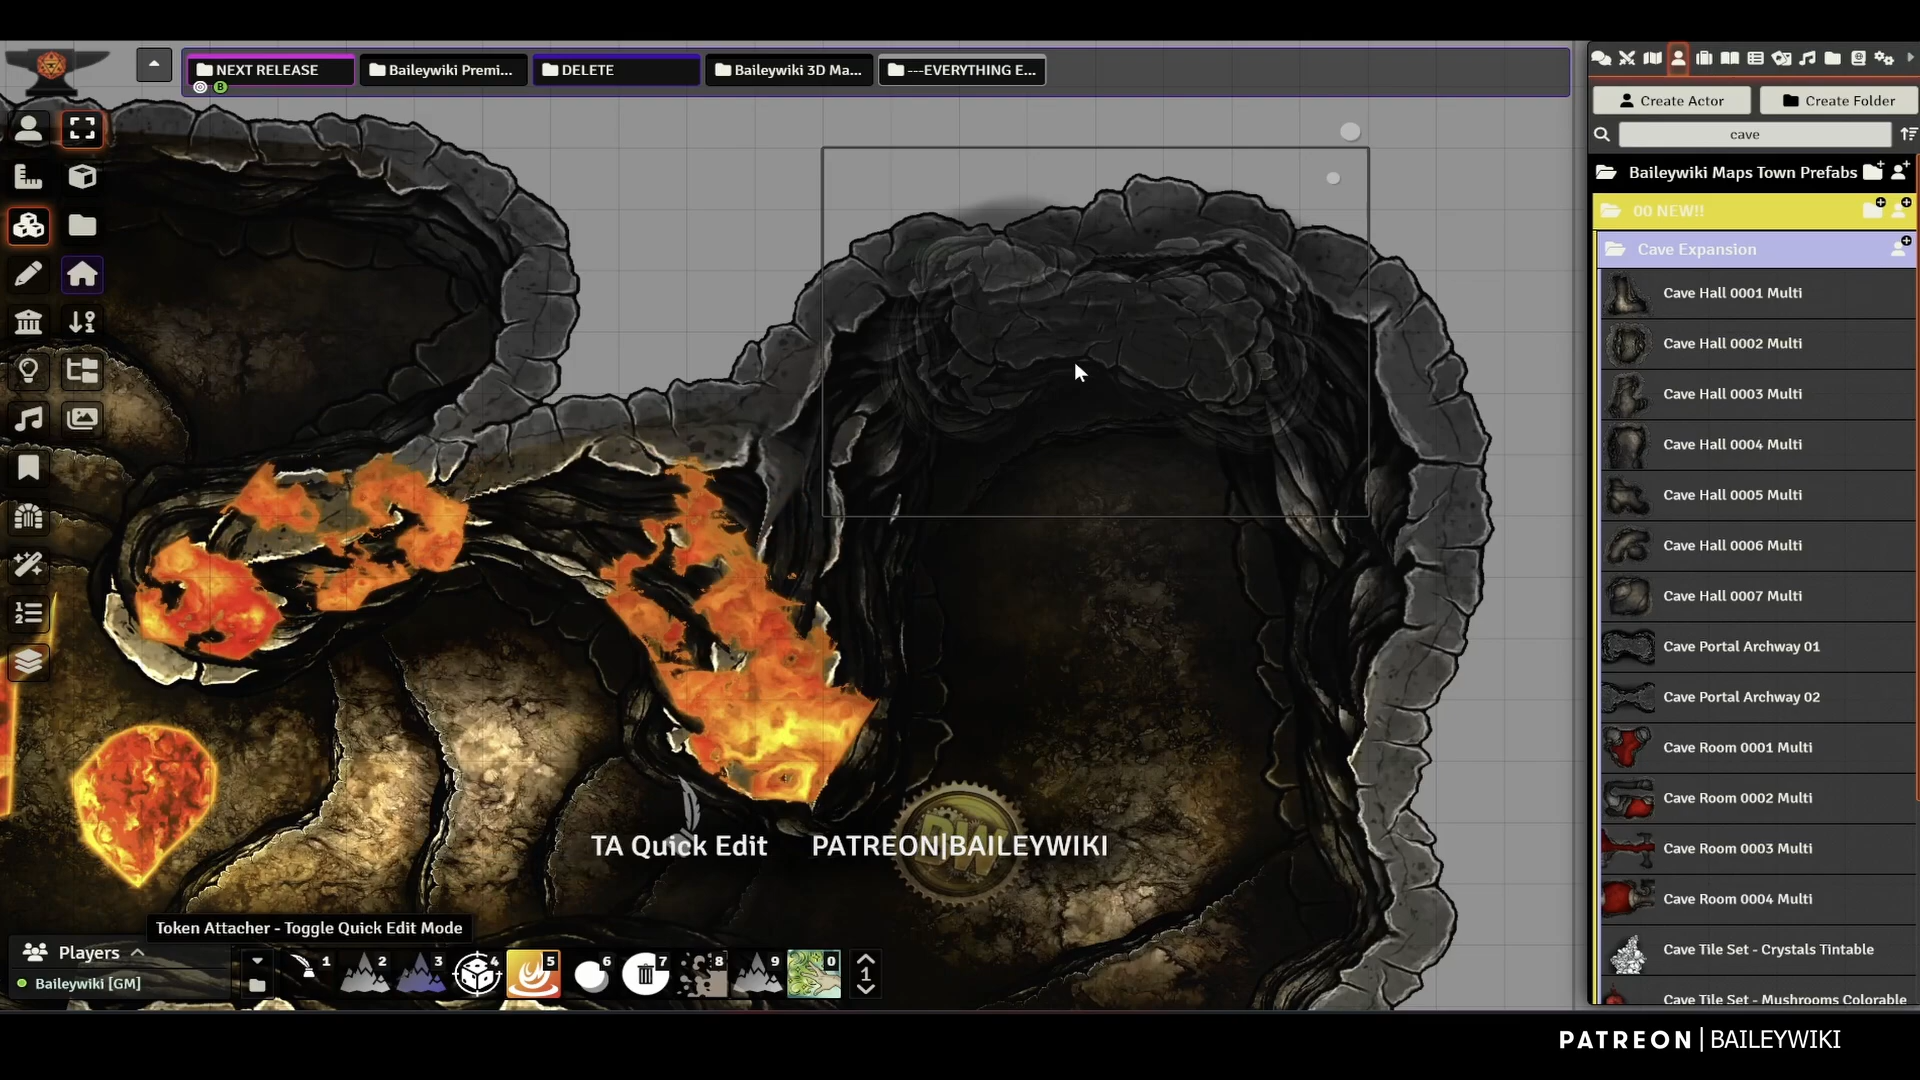 NEXT RELEASE
Baileywiki Premi...
DELETE
Baileywiki 3D Ma...
---EVERYTHING E...
B
Create Actor
Create Folder
cave
Baileywiki Maps Town Prefabs
00 NEW!!
Cave Expansion
Cave Hall 0001 Multi
Cave Hall 0002 Multi
Cave Hall 0003 Multi
Cave Hall 0004 Multi
Cave Hall 0005 Multi
Cave Hall 0006 Multi
Cave Hall 0007 Multi
Cave Portal Archway 01
Cave Portal Archway 02
Cave Room 0001 Multi
Cave Room 0002 Multi
Cave Room 0003 Multi
Cave Room 0004 Multi
Cave Tile Set - Crystals Tintable
Cave Tile Set - Mushrooms Colorable
TA Quick Edit
PATREON|BAILEYWIKI
BW
Token Attacher - Toggle Quick Edit Mode
Players
Baileywiki [GM]
1
2
3
4
5
6
7
8
9
0
1
PATREON|BAILEYWIKI